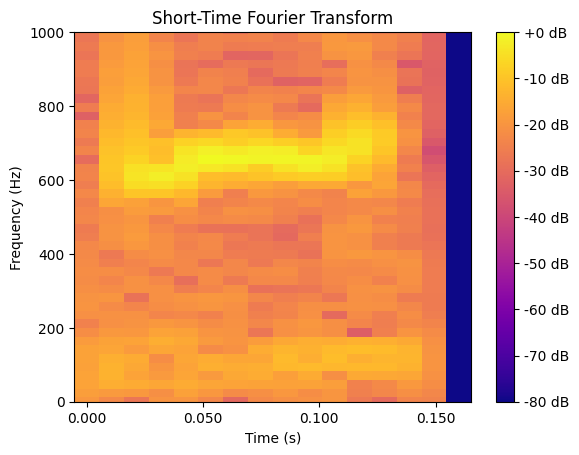 Short-Time Fourier Transform
1000
800
600
400
200
0
Frequency (Hz)
0.000
0.050
0.100
0.150
Time (s)
+0 dB
-10 dB
-20 dB
-30 dB
-40 dB
-50 dB
-60 dB
-70 dB
-80 dB